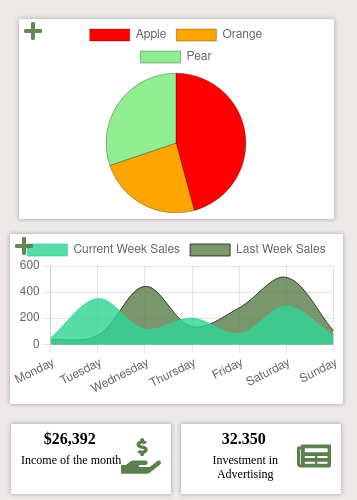 Apple Orange
Pear
Current Week Sales Last Week Sales
600
400
200
0
Monday Tuesday Wednesday Thursday Friday Saturday Sunday
$26,392
Income of the month
32.350
Investment in
Advertising